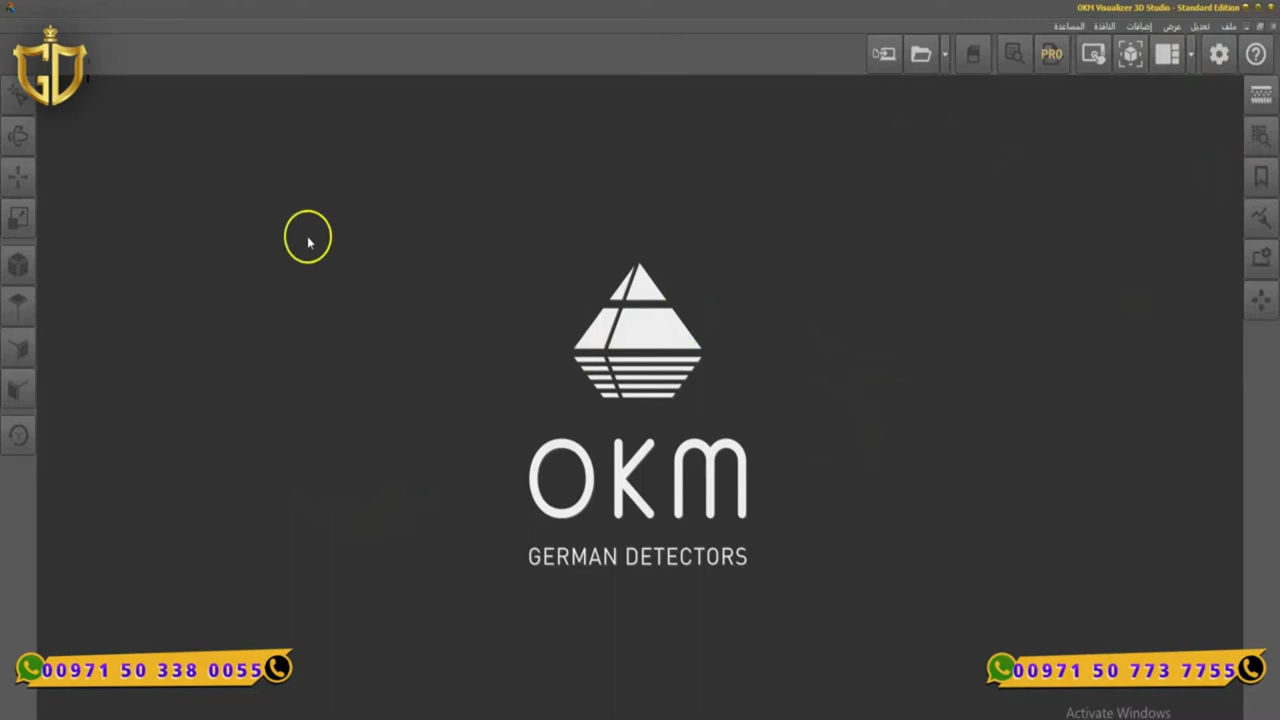 OKM Visualizer 3D Studio - Standard Edition
ملف تعديل عرض إضافات النافذة المساعدة
GD
PRO
OKM
GERMAN DETECTORS
00971 50 338 0055
00971 50 773 7755
Activate Windows